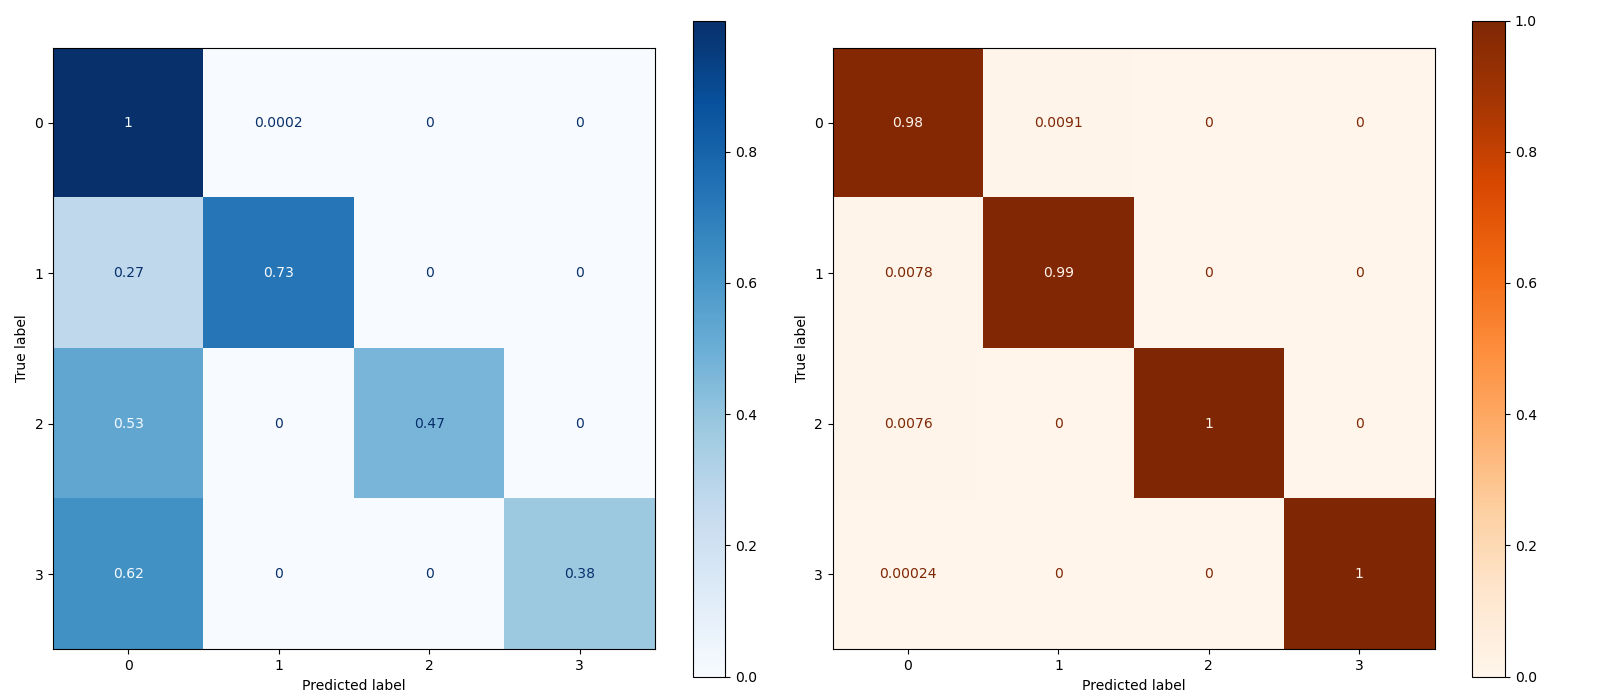 0 1 0.0002 0 0
1 0.27 0.73 0 0
2 0.53 0 0.47 0
3 0.62 0 0 0.38
0 1 2 3
Predicted label
True label
0.8
0.6
0.4
0.2
0.0
0 0.98 0.0091 0 0
1 0.0078 0.99 0 0
2 0.0076 0 1 0
3 0.00024 0 0 1
0 1 2 3
Predicted label
True label
1.0
0.8
0.6
0.4
0.2
0.0